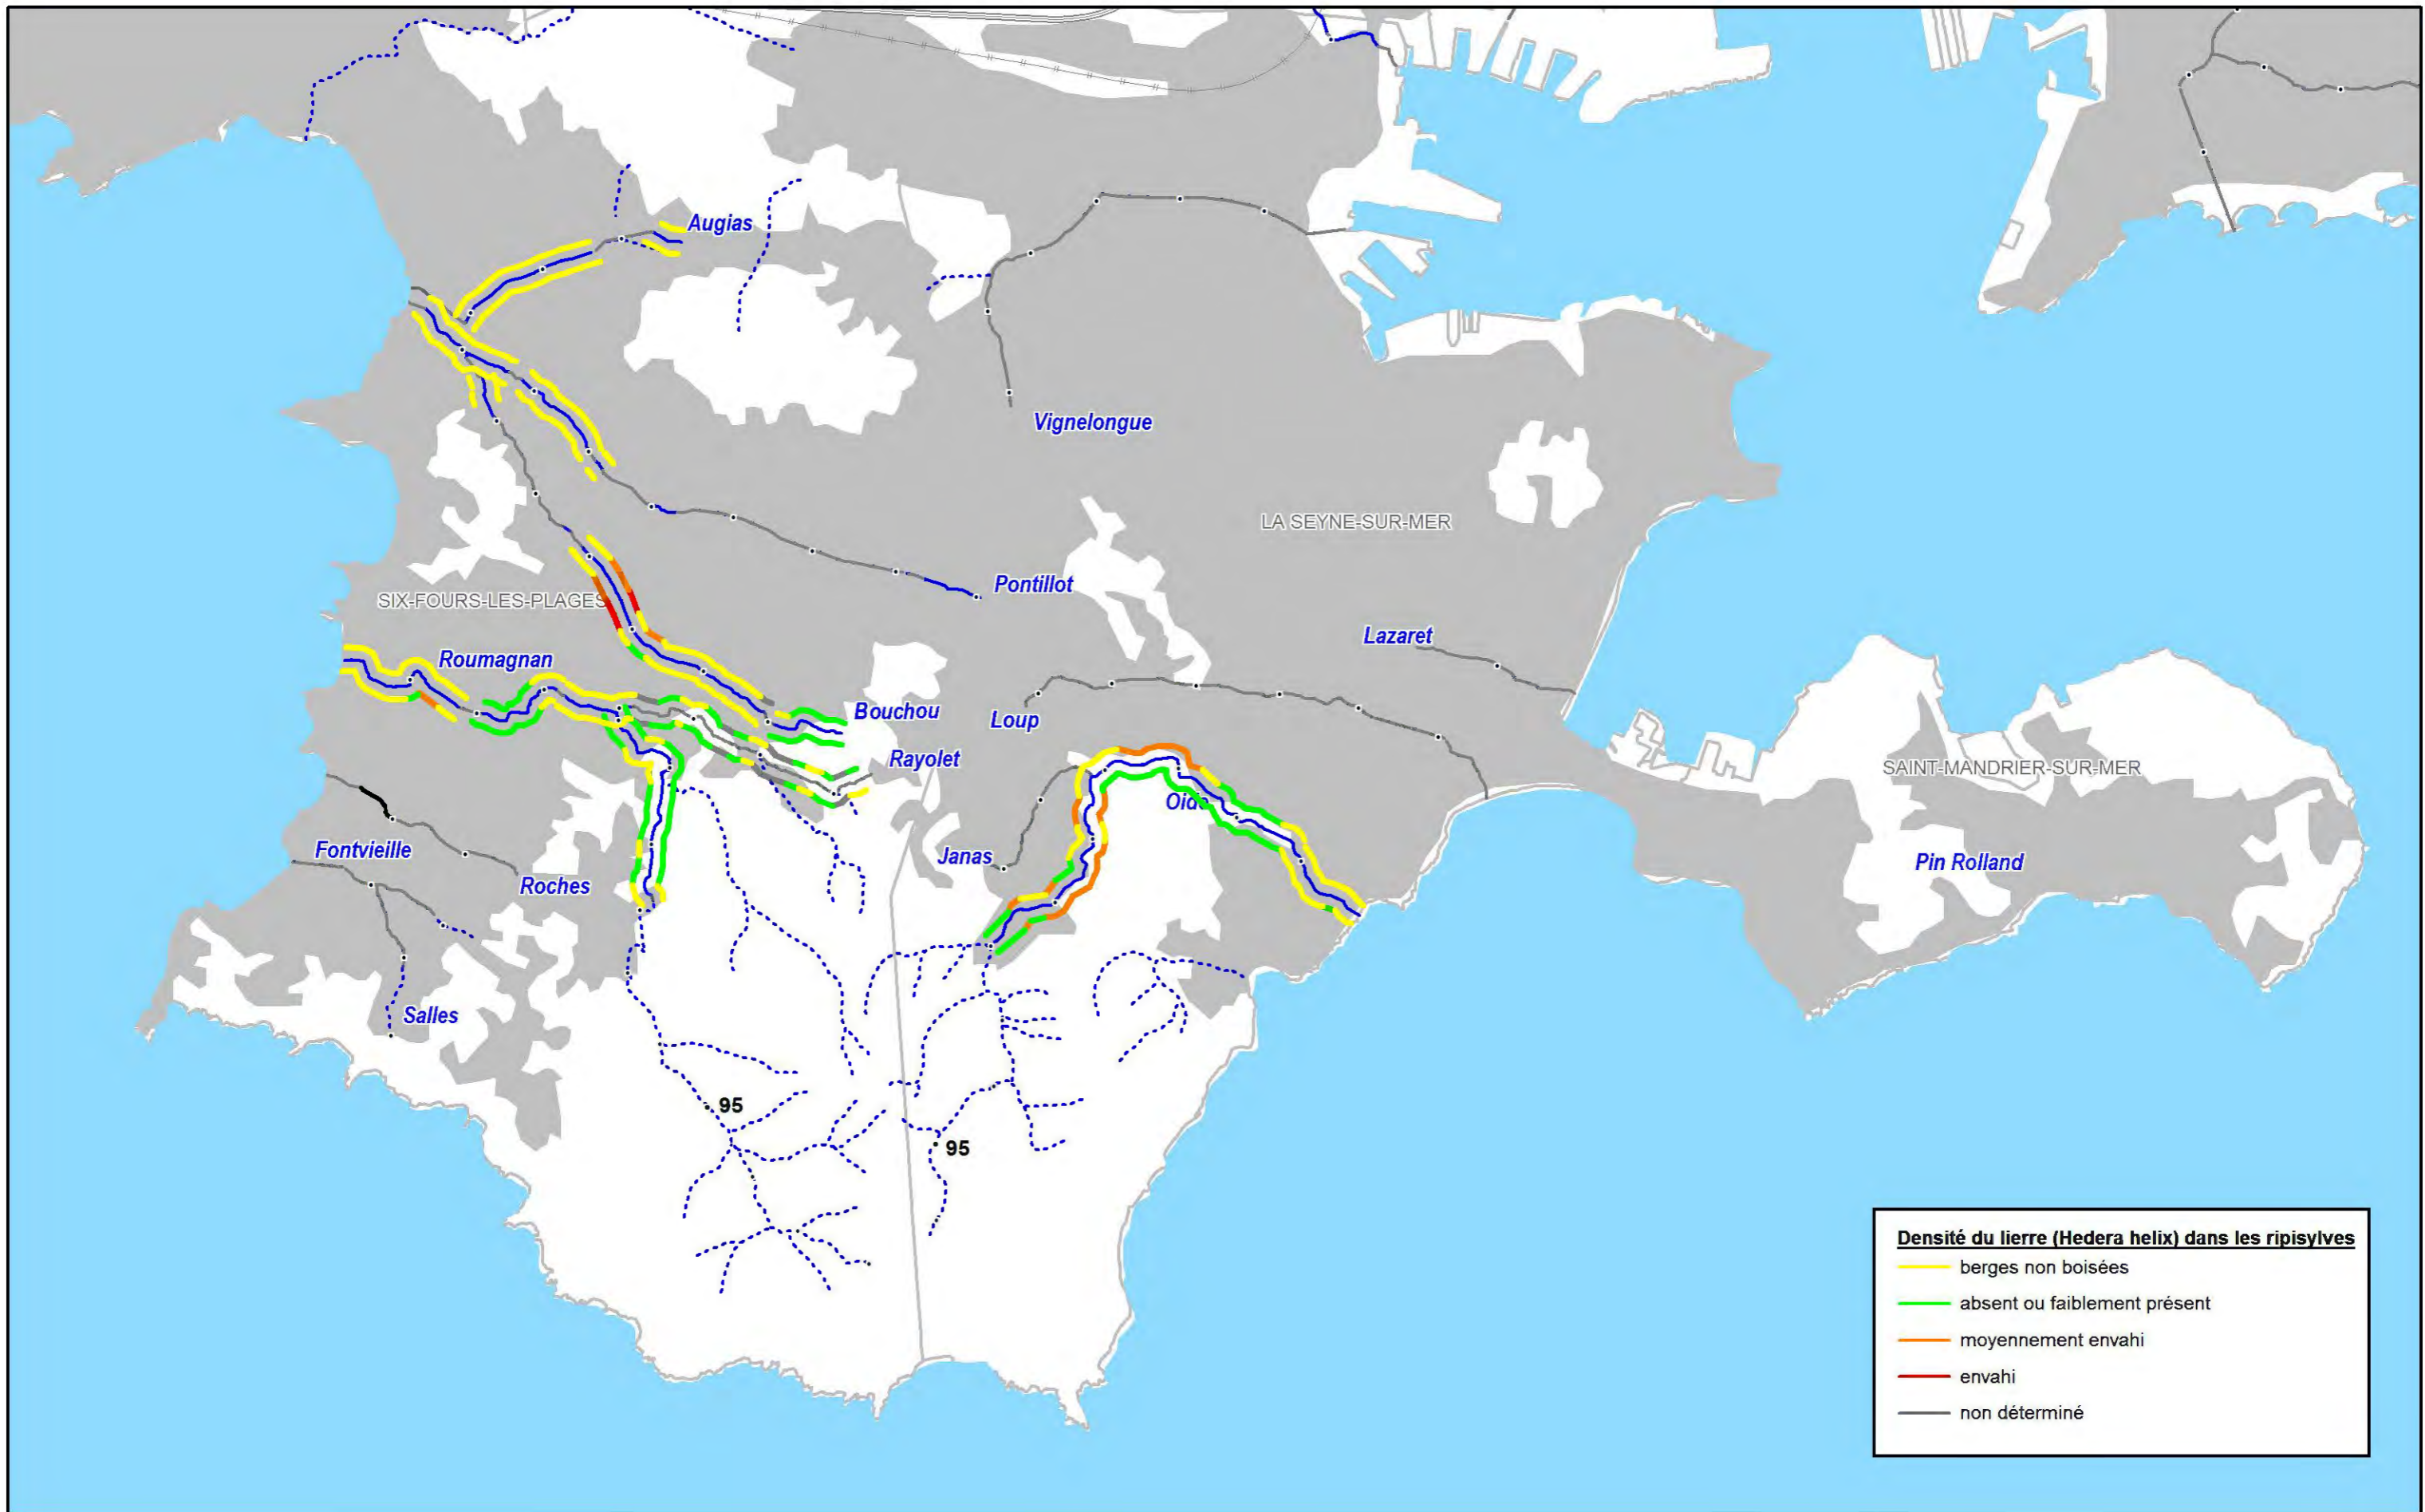 Augias
Vignelongue
LA SEYNE-SUR-MER
Pontillot
SIX-FOURS-LES-PLAGES
Lazaret
Roumagnan
Bouchou
Loup
Rayolet
SAINT-MANDRIER-SUR-MER
Oide
Fontvieille
Janas
Pin Rolland
Roches
Salles
95
95
Densité du lierre (Hedera helix) dans les ripisylves
berges non boisées
absent ou faiblement présent
moyennement envahi
envahi
non déterminé